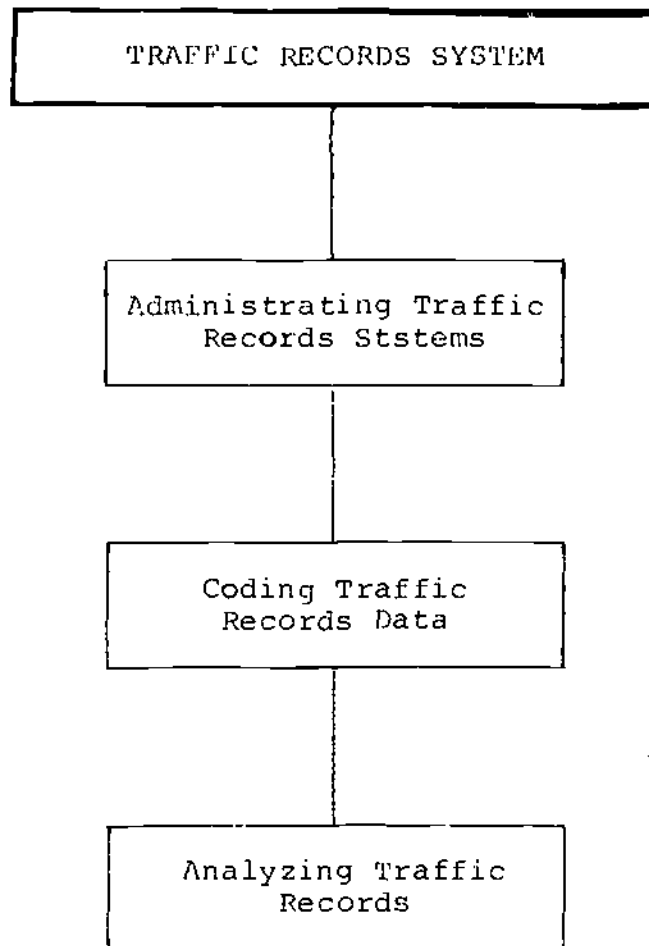 TRAFFIC RECORDS SYSTEM
Administrating Traffic
Records Ststems
Coding Traffic
Records Data
Analyzing Traffic
Records